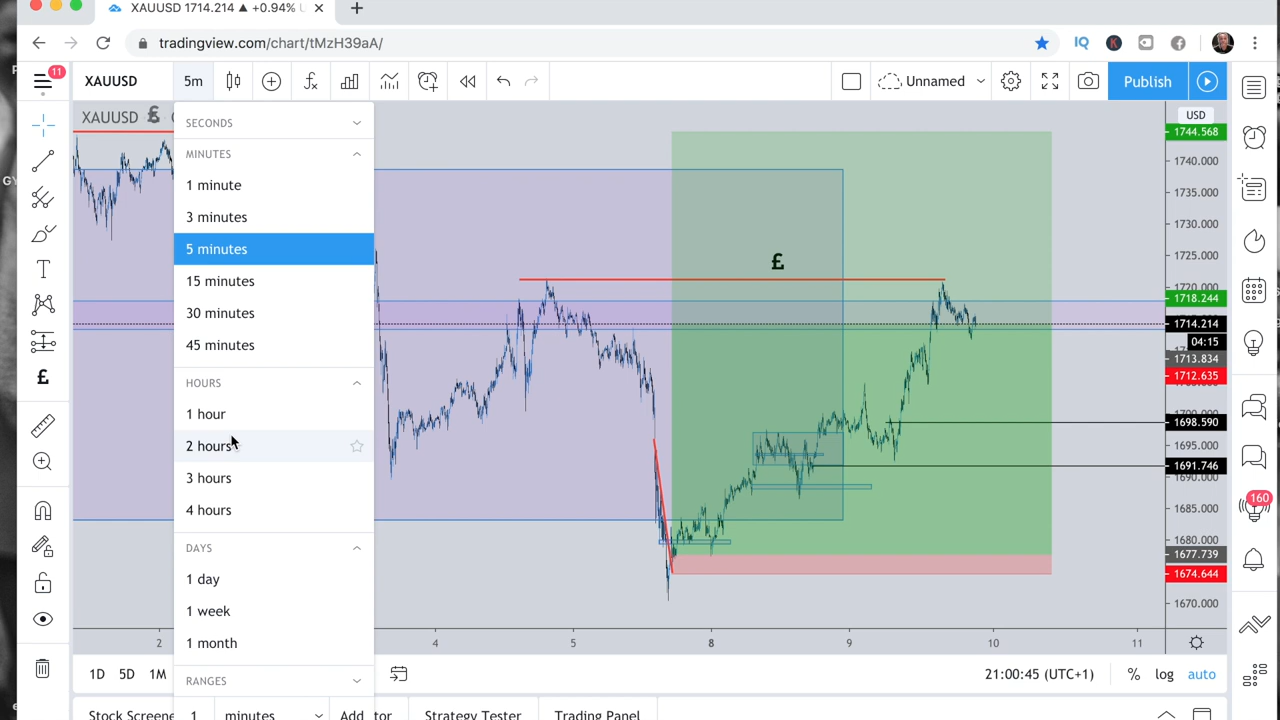 XAUUSD 1714.214 ▲ +0.94%
tradingview.com/chart/tMzH39aA/
IQ
K
11
XAUUSD
5m
Unnamed
Publish
XAUUSD £
SECONDS
MINUTES
1 minute
3 minutes
5 minutes
15 minutes
30 minutes
45 minutes
HOURS
1 hour
2 hours
3 hours
4 hours
DAYS
1 day
1 week
1 month
RANGES
1 minutes Add
£
£
USD
1744.568
1740.000
1735.000
1730.000
1725.000
1720.000
1718.244
1714.214
04:15
1713.834
1712.635
1700.000
1698.590
1695.000
1691.746
1690.000
1685.000
1680.000
1677.739
1674.644
1670.000
2 4 5 8 9 10 11
1D 5D 1M
21:00:45 (UTC+1) % log auto
Stock Screene
tor Strategy Tester Trading Panel
160